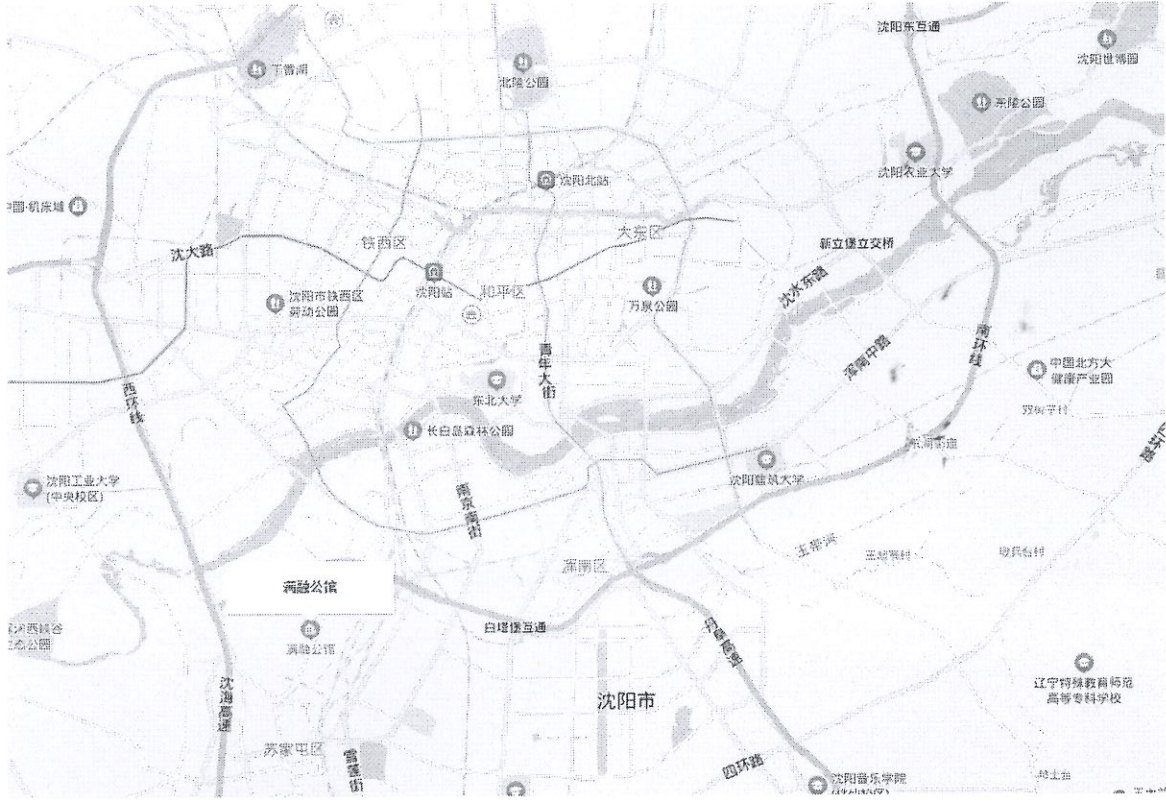 沈阳东互通
沈阳世博园
丁香湖
北陵公园
东陵公园
沈阳农业大学
沈阳北站
大东区
铁西区
新立堡立交桥
沈大路
沈阳站
和平区
沈阳市铁西区
劳动公园
万泉公园
沈水东路
浑南中路
南环线
中国北方大
健康产业园
双树子村
青年大街
东北大学
西环线
长白岛森林公园
沈阳工业大学
(中央校区)
沈阳建筑大学
南京南街
浑南区
满融公馆
满融公馆
白塔堡互通
丹阜高速
沈阳市
辽宁特殊教育师范
高等专科学校
沈海高速
苏家屯区
雪莲街
四环路
沈阳音乐学院